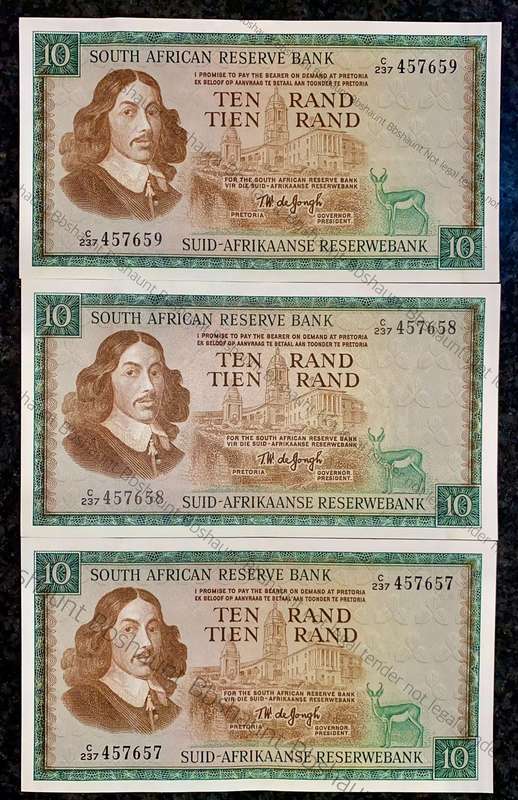 10 SOUTH AFRICAN RESERVE BANK C/237 457659
I PROMISE TO PAY THE BEARER ON DEMAND AT PRETORIA
EK BELOOF OP AANVRAAG TE BETAAL AAN TOONDER TE PRETORIA
TEN RAND
TIEN RAND
FOR THE SOUTH AFRICAN RESERVE BANK
VIR DIE SUID-AFRIKAANSE RESERWEBANK
T.W. de Jongh
PRETORIA GOVERNOR.
PRESIDENT.
C/237 457659 SUID-AFRIKAANSE RESERWEBANK 10
10 SOUTH AFRICAN RESERVE BANK C/237 457658
I PROMISE TO PAY THE BEARER ON DEMAND AT PRETORIA
EK BELOOF OP AANVRAAG TE BETAAL AAN TOONDER TE PRETORIA
TEN RAND
TIEN RAND
FOR THE SOUTH AFRICAN RESERVE BANK
VIR DIE SUID-AFRIKAANSE RESERWEBANK
T.W. de Jongh
PRETORIA GOVERNOR.
PRESIDENT.
C/237 457658 SUID-AFRIKAANSE RESERWEBANK 10
10 SOUTH AFRICAN RESERVE BANK C/237 457657
I PROMISE TO PAY THE BEARER ON DEMAND AT PRETORIA
EK BELOOF OP AANVRAAG TE BETAAL AAN TOONDER TE PRETORIA
TEN RAND
TIEN RAND
FOR THE SOUTH AFRICAN RESERVE BANK
VIR DIE SUID-AFRIKAANSE RESERWEBANK
T.W. de Jongh
PRETORIA GOVERNOR.
PRESIDENT.
C/237 457657 SUID-AFRIKAANSE RESERWEBANK 10
Bbshaunt Bbshaunt Not legal tender not